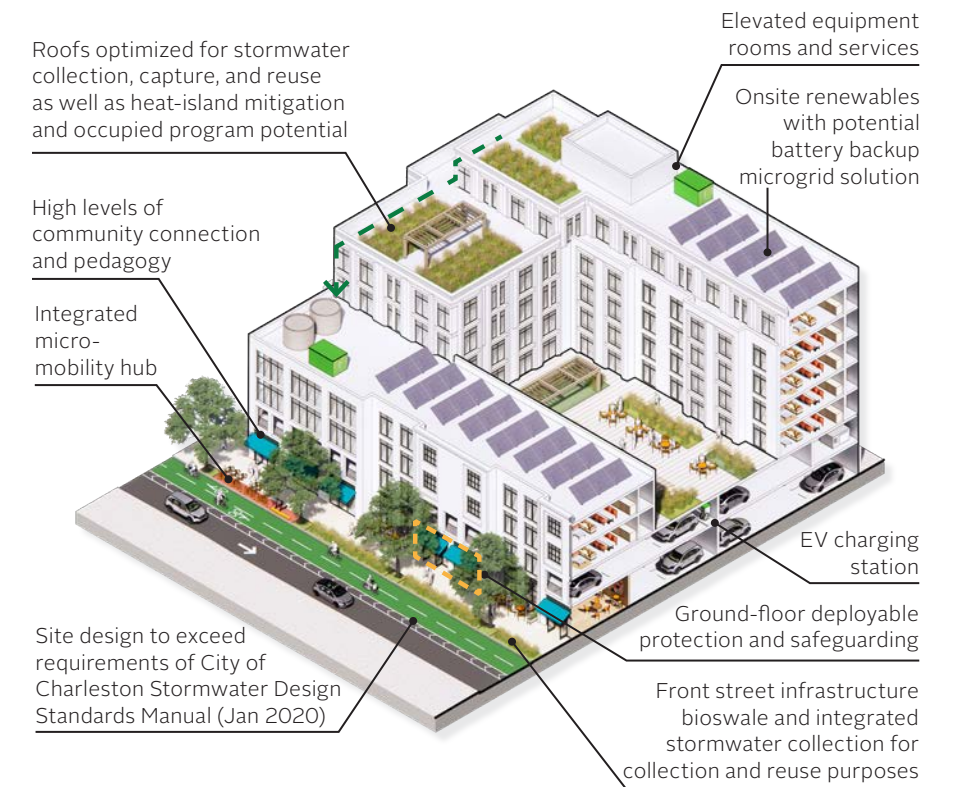 Roofs optimized for stormwater
collection, capture, and reuse
as well as heat-island mitigation
and occupied program potential
High levels of
community connection
and pedagogy
Integrated
micro-
mobility hub
Site design to exceed
requirements of City of
Charleston Stormwater Design
Standards Manual (Jan 2020)
Elevated equipment
rooms and services
Onsite renewables
with potential
battery backup
microgrid solution
EV charging
station
Ground-floor deployable
protection and safeguarding
Front street infrastructure
bioswale and integrated
stormwater collection for
collection and reuse purposes